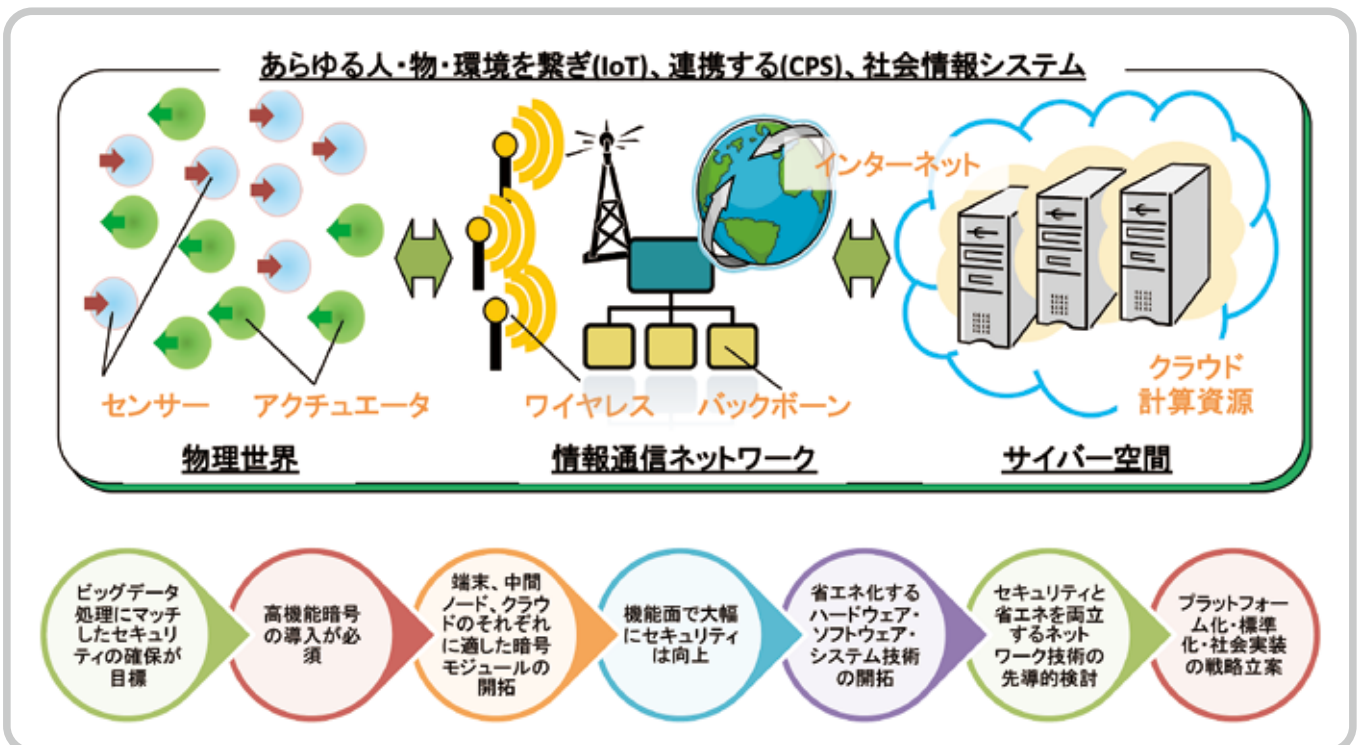 あらゆる人・物・環境を繋ぎ(IoT)、連携する(CPS)、社会情報システム
インターネット
センサー
アクチュエータ
ワイヤレス
バックボーン
クラウド
計算資源
物理世界
情報通信ネットワーク
サイバー空間
ビッグデータ
処理にマッチ
したセキュリ
ティの確保が
目標
高機能暗号
の導入が必
須
端末、中間
ノード、クラウ
ドのそれぞれ
に適した暗号
モジュールの
開拓
機能面で大幅
にセキュリティ
は向上
省エネ化する
ハードウェア・
ソフトウェア・
システム技術
の開拓
セキュリティと
省エネを両立
するネット
ワーク技術の
先導的検討
プラットフォー
ム化・標準
化・社会実装
の戦略立案